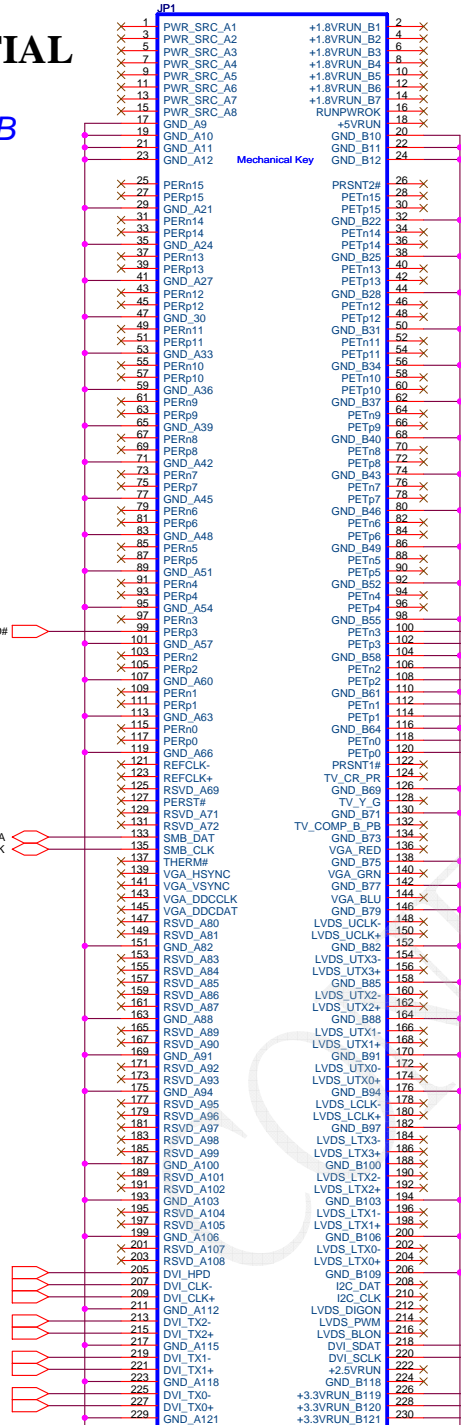 JP1
TIAL
B
1 PWR_SRC_A1 +1.8VRUN_B1 2
3 PWR_SRC_A2 +1.8VRUN_B2 4
5 PWR_SRC_A3 +1.8VRUN_B3 6
7 PWR_SRC_A4 +1.8VRUN_B4 8
9 PWR_SRC_A5 +1.8VRUN_B5 10
11 PWR_SRC_A6 +1.8VRUN_B6 12
13 PWR_SRC_A7 +1.8VRUN_B7 14
15 PWR_SRC_A8 RUNPWROK 16
17 GND_A9 +5VRUN 18
19 GND_A10 GND_B10 20
21 GND_A11 GND_B11 22
23 GND_A12 Mechanical Key GND_B12 24
25 PERn15 PRSNT2# 26
27 PERp15 PETn15 28
29 GND_A21 PETp15 30
31 PERn14 GND_B22 32
33 PERp14 PETn14 34
35 GND_A24 PETp14 36
37 PERn13 GND_B25 38
39 PERp13 PETn13 40
41 GND_A27 PETp13 42
43 PERn12 GND_B28 44
45 PERp12 PETn12 46
47 GND_30 PETp12 48
49 PERn11 GND_B31 50
51 PERp11 PETn11 52
53 GND_A33 PETp11 54
55 PERn10 GND_B34 56
57 PERp10 PETn10 58
59 GND_A36 PETp10 60
61 PERn9 GND_B37 62
63 PERp9 PETn9 64
65 GND_A39 PETp9 66
67 PERn8 GND_B40 68
69 PERp8 PETn8 70
71 GND_A42 PETp8 72
73 PERn7 GND_B43 74
75 PERp7 PETn7 76
77 GND_A45 PETp7 78
79 PERn6 GND_B46 80
81 PERp6 PETn6 82
83 GND_A48 PETp6 84
85 PERn5 GND_B49 86
87 PERp5 PETn5 88
89 GND_A51 PETp5 90
91 PERn4 GND_B52 92
93 PERp4 PETn4 94
95 GND_A54 PETp4 96
97 PERn3 GND_B55 98
# 99 PERp3 PETn3 100
101 GND_A57 PETp3 102
103 PERn2 GND_B58 104
105 PERp2 PETn2 106
107 GND_A60 PETp2 108
109 PERn1 GND_B61 110
111 PERp1 PETn1 112
113 GND_A63 PETp1 114
115 PERn0 GND_B64 116
117 PERp0 PETn0 118
119 GND_A66 PETp0 120
121 REFCLK- PRSNT1# 122
123 REFCLK+ TV_CR_PR 124
125 RSVD_A69 GND_B69 126
127 PERST# TV_Y_G 128
129 RSVD_A71 GND_B71 130
131 RSVD_A72 TV_COMP_B_PB 132
A 133 SMB_DAT GND_B73 134
K 135 SMB_CLK VGA_RED 136
137 THERM# GND_B75 138
139 VGA_HSYNC VGA_GRN 140
141 VGA_VSYNC GND_B77 142
143 VGA_DDCCLK VGA_BLU 144
145 VGA_DDCDAT GND_B79 146
147 RSVD_A80 LVDS_UCLK- 148
149 RSVD_A81 LVDS_UCLK+ 150
151 GND_A82 GND_B82 152
153 RSVD_A83 LVDS_UTX3- 154
155 RSVD_A84 LVDS_UTX3+ 156
157 RSVD_A85 GND_B85 158
159 RSVD_A86 LVDS_UTX2- 160
161 RSVD_A87 LVDS_UTX2+ 162
163 GND_A88 GND_B88 164
165 RSVD_A89 LVDS_UTX1- 166
167 RSVD_A90 LVDS_UTX1+ 168
169 GND_A91 GND_B91 170
171 RSVD_A92 LVDS_UTX0- 172
173 RSVD_A93 LVDS_UTX0+ 174
175 GND_A94 GND_B94 176
177 RSVD_A95 LVDS_LCLK- 178
179 RSVD_A96 LVDS_LCLK+ 180
181 RSVD_A97 GND_B97 182
183 RSVD_A98 LVDS_LTX3- 184
185 RSVD_A99 LVDS_LTX3+ 186
187 GND_A100 GND_B100 188
189 RSVD_A101 LVDS_LTX2- 190
191 RSVD_A102 LVDS_LTX2+ 192
193 GND_A103 GND_B103 194
195 RSVD_A104 LVDS_LTX1- 196
197 RSVD_A105 LVDS_LTX1+ 198
199 GND_A106 GND_B106 200
201 RSVD_A107 LVDS_LTX0- 202
203 RSVD_A108 LVDS_LTX0+ 204
205 DVI_HPD GND_B109 206
207 DVI_CLK- I2C_DAT 208
209 DVI_CLK+ I2C_CLK 210
211 GND_A112 LVDS_DIGON 212
213 DVI_TX2- LVDS_PWM 214
215 DVI_TX2+ LVDS_BLON 216
217 GND_A115 DVI_SDAT 218
219 DVI_TX1- DVI_SCLK 220
221 DVI_TX1+ +2.5VRUN 222
223 GND_A118 GND_B118 224
225 DVI_TX0- +3.3VRUN_B119 226
227 DVI_TX0+ +3.3VRUN_B120 228
229 GND_A121 +3.3VRUN_B121 230